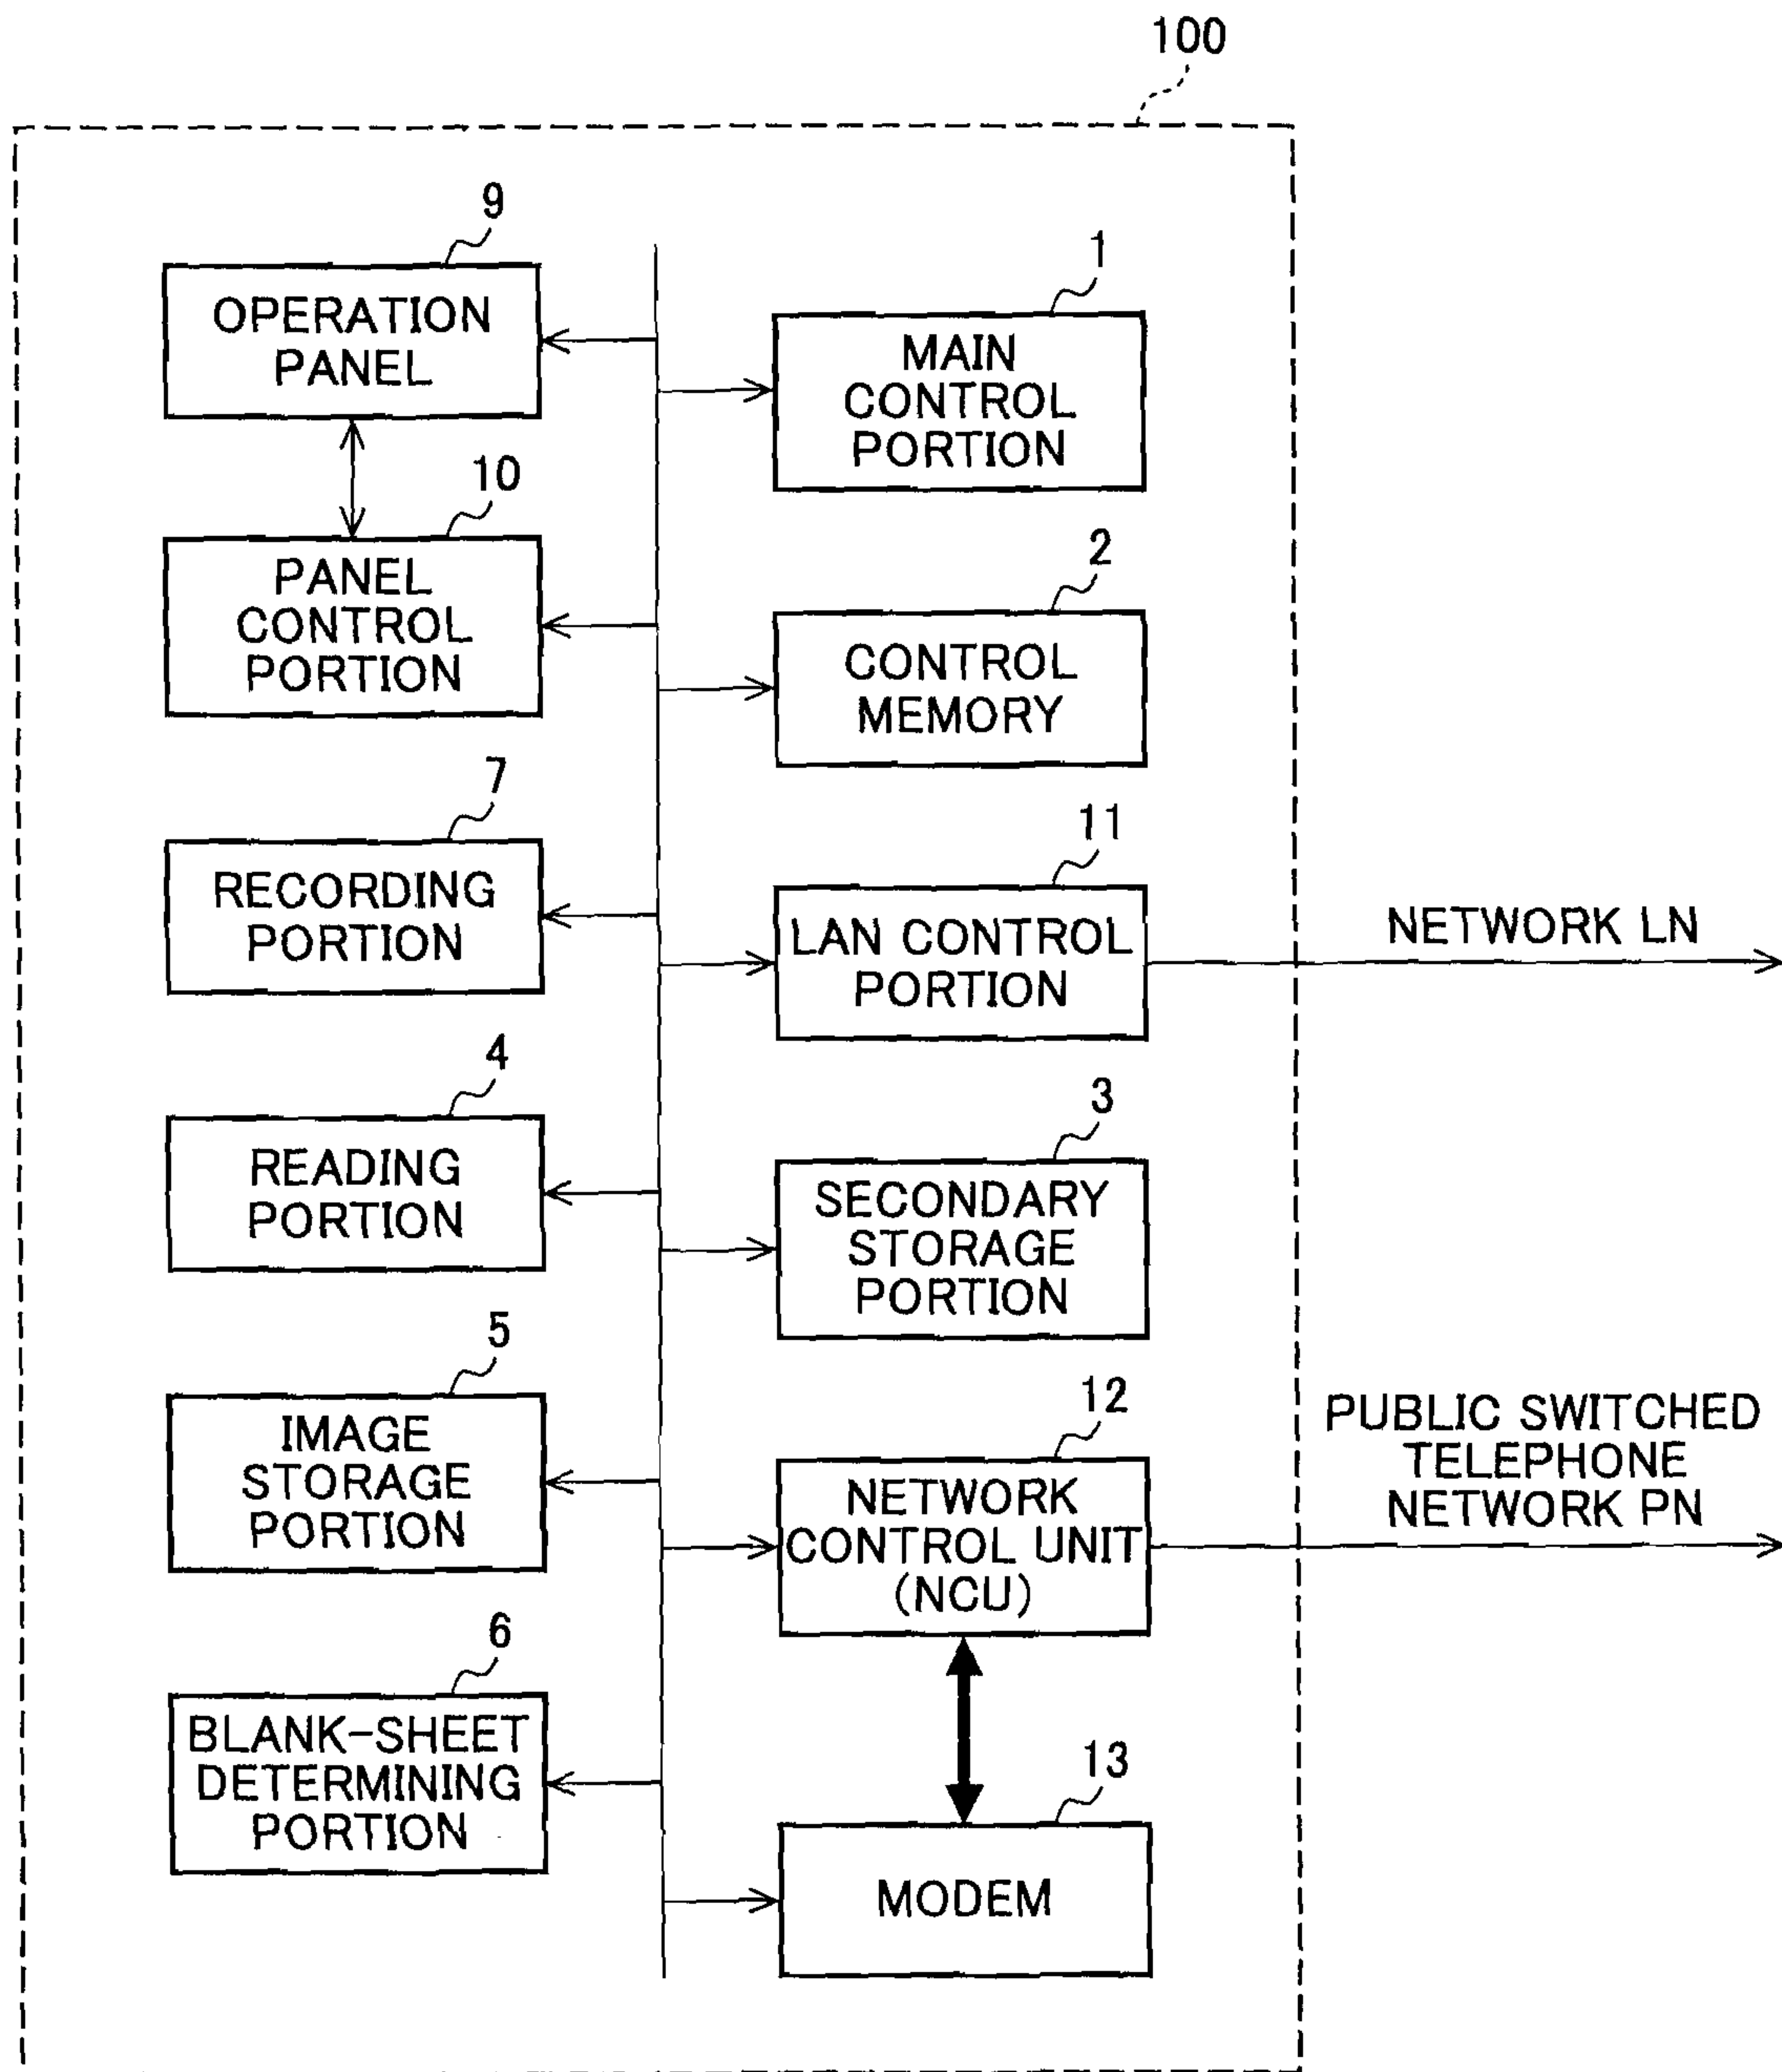 100
9
OPERATION
PANEL
1
MAIN
CONTROL
PORTION
10
PANEL
CONTROL
PORTION
2
CONTROL
MEMORY
7
RECORDING
PORTION
11
LAN CONTROL
PORTION
NETWORK LN
4
READING
PORTION
3
SECONDARY
STORAGE
PORTION
5
IMAGE
STORAGE
PORTION
12
NETWORK
CONTROL UNIT
(NCU)
PUBLIC SWITCHED
TELEPHONE
NETWORK PN
6
BLANK-SHEET
DETERMINING
PORTION
13
MODEM